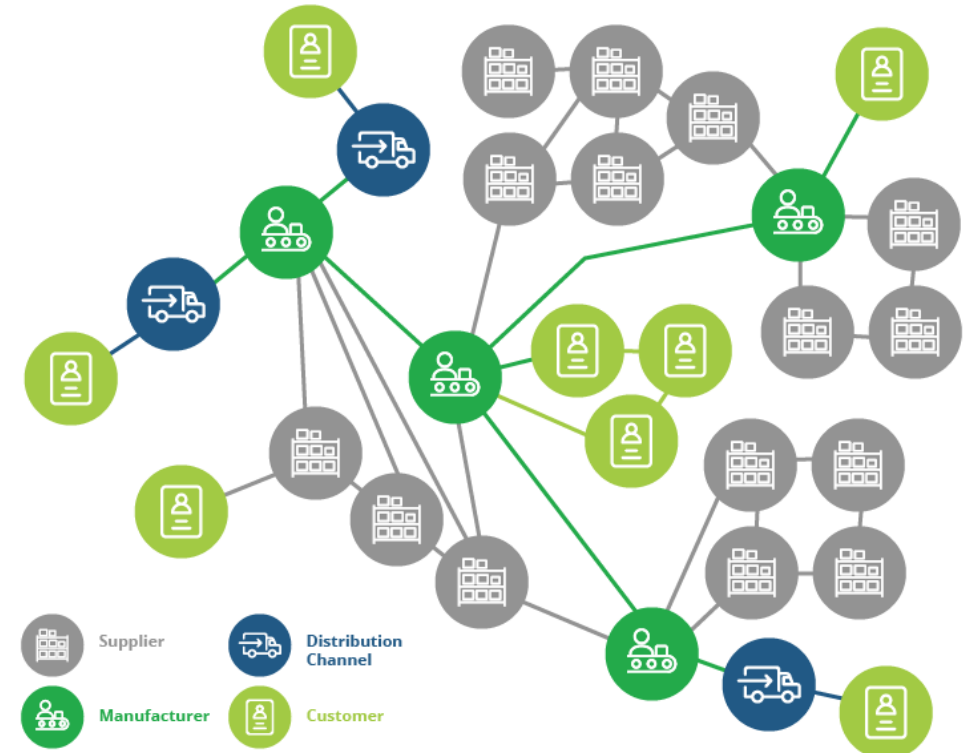 Supplier
Distribution
Channel
Manufacturer
Customer